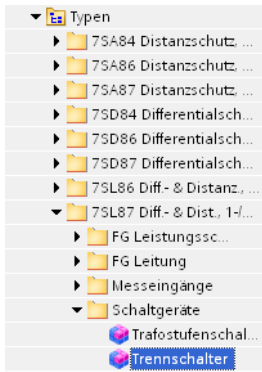 Typen
7SA84 Distanzschutz, ...
7SA86 Distanzschutz, ...
7SA87 Distanzschutz, ...
7SD84 Differentialsch...
7SD86 Differentialsch...
7SD87 Differentialsch...
7SL86 Diff.- & Distanz., ...
7SL87 Diff.- & Dist., 1-/...
FG Leistungssc...
FG Leitung
Messeingänge
Schaltgeräte
Trafostufenschal...
Trennschalter